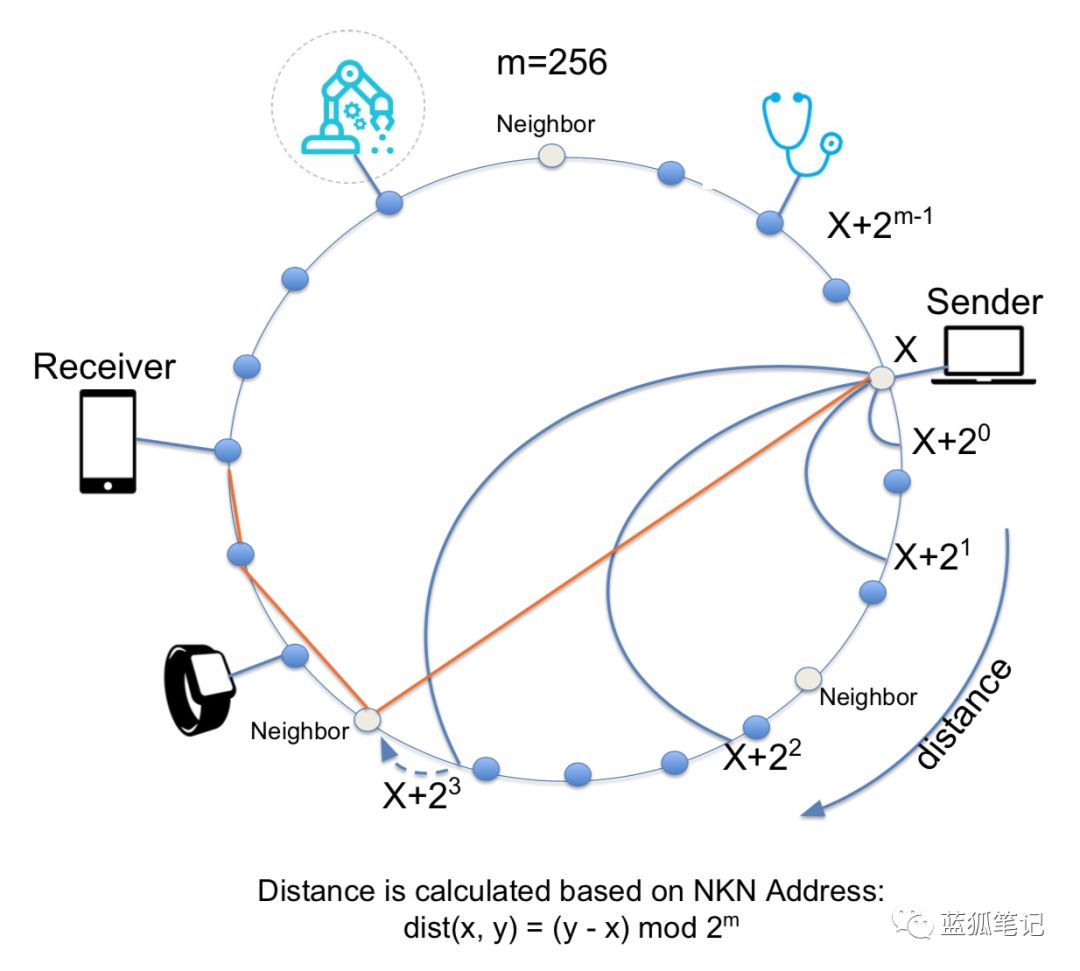 m=256
Neighbor
X+2^m-1
Sender
X
Receiver
X+2^0
X+2^1
distance
Neighbor
Neighbor
X+2^2
X+2^3
Distance is calculated based on NKN Address:
dist(x, y) = (y - x) mod 2^m
蓝狐笔记